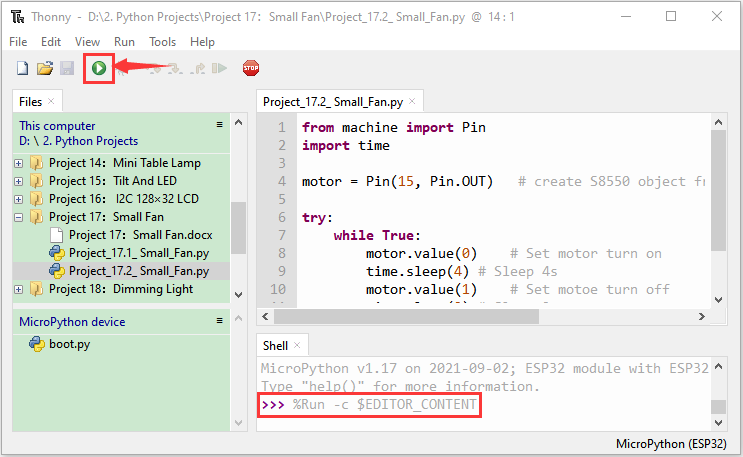 Thonny - D:\2. Python Projects\Project 17: Small Fan\Project_17.2_ Small_Fan.py @ 14 : 1
File Edit View Run Tools Help
STOP
Files ×
This computer
D: \ 2. Python Projects
Project 14: Mini Table Lamp
Project 15: Tilt And LED
Project 16: I2C 128×32 LCD
Project 17: Small Fan
Project 17: Small Fan.docx
Project_17.1_ Small_Fan.py
Project_17.2_ Small_Fan.py
Project 18: Dimming Light
MicroPython device
boot.py
Project_17.2_ Small_Fan.py ×
1 from machine import Pin
2 import time
3
4 motor = Pin(15, Pin.OUT) # create S8550 object fr
5
6 try:
7 while True:
8 motor.value(0) # Set motor turn on
9 time.sleep(4) # Sleep 4s
10 motor.value(1) # Set motoe turn off
Shell ×
MicroPython v1.17 on 2021-09-02; ESP32 module with ESP32
Type "help()" for more information.
>>> %Run -c $EDITOR_CONTENT
MicroPython (ESP32)